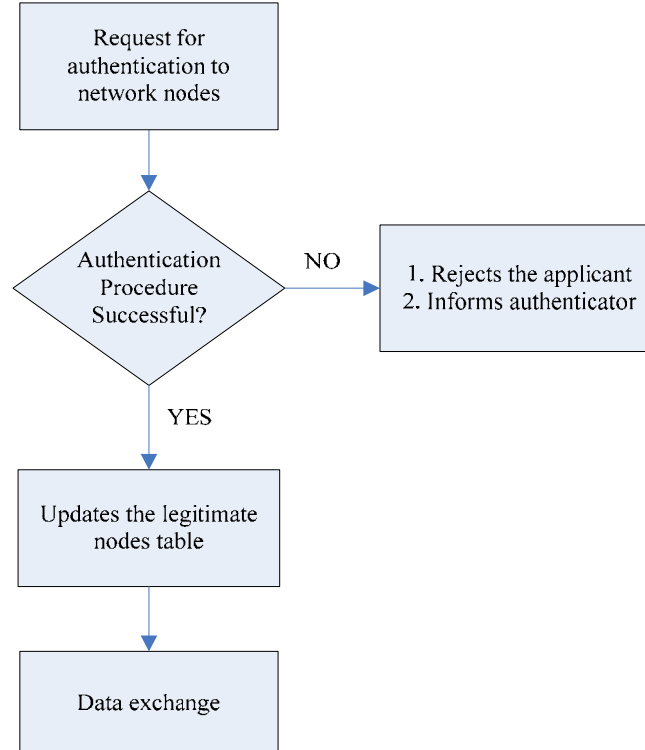 Request for
authentication to
network nodes
Authentication
Procedure
Successful?
NO
1. Rejects the applicant
2. Informs authenticator
YES
Updates the legitimate
nodes table
Data exchange